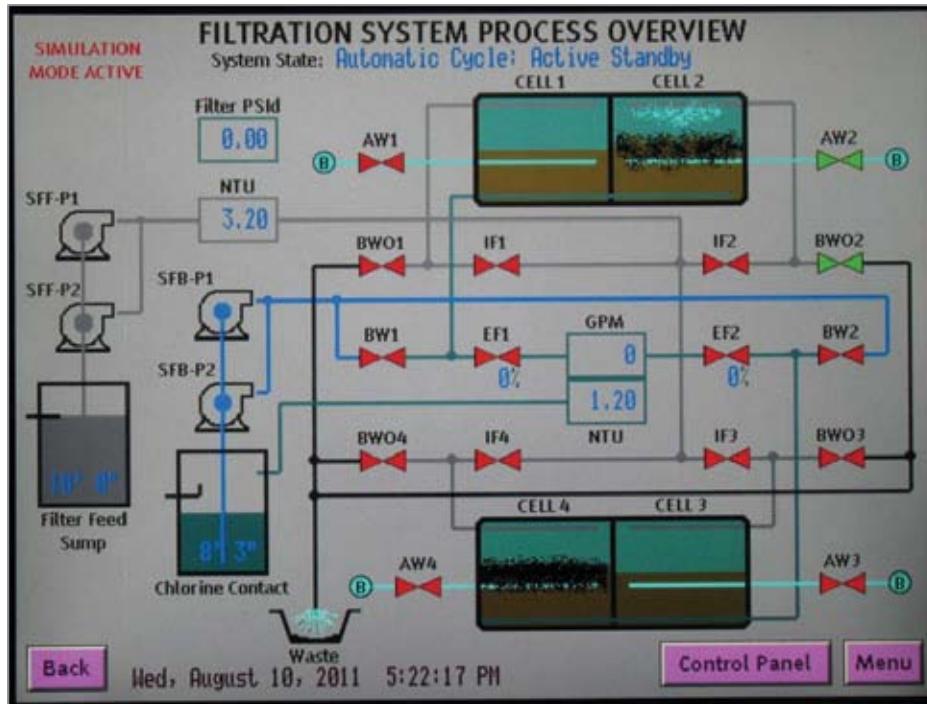 FILTRATION SYSTEM PROCESS OVERVIEW
SIMULATION
MODE ACTIVE
System State: Automatic Cycle: Active Standby
CELL 1
CELL 2
Filter PSId
0.00
AW1
AW2
B
B
NTU
3.20
SFF-P1
BWO1
IF1
IF2
BWO2
SFF-P2
SFB-P1
GPM
0
BW1
EF1
EF2
BW2
0%
0%
SFB-P2
1.20
NTU
BWO4
IF4
IF3
BWO3
10' 0"
Filter Feed
Sump
8' 3"
Chlorine Contact
CELL 4
CELL 3
AW4
AW3
B
B
Waste
Back
Wed, August 10, 2011 5:22:17 PM
Control Panel
Menu